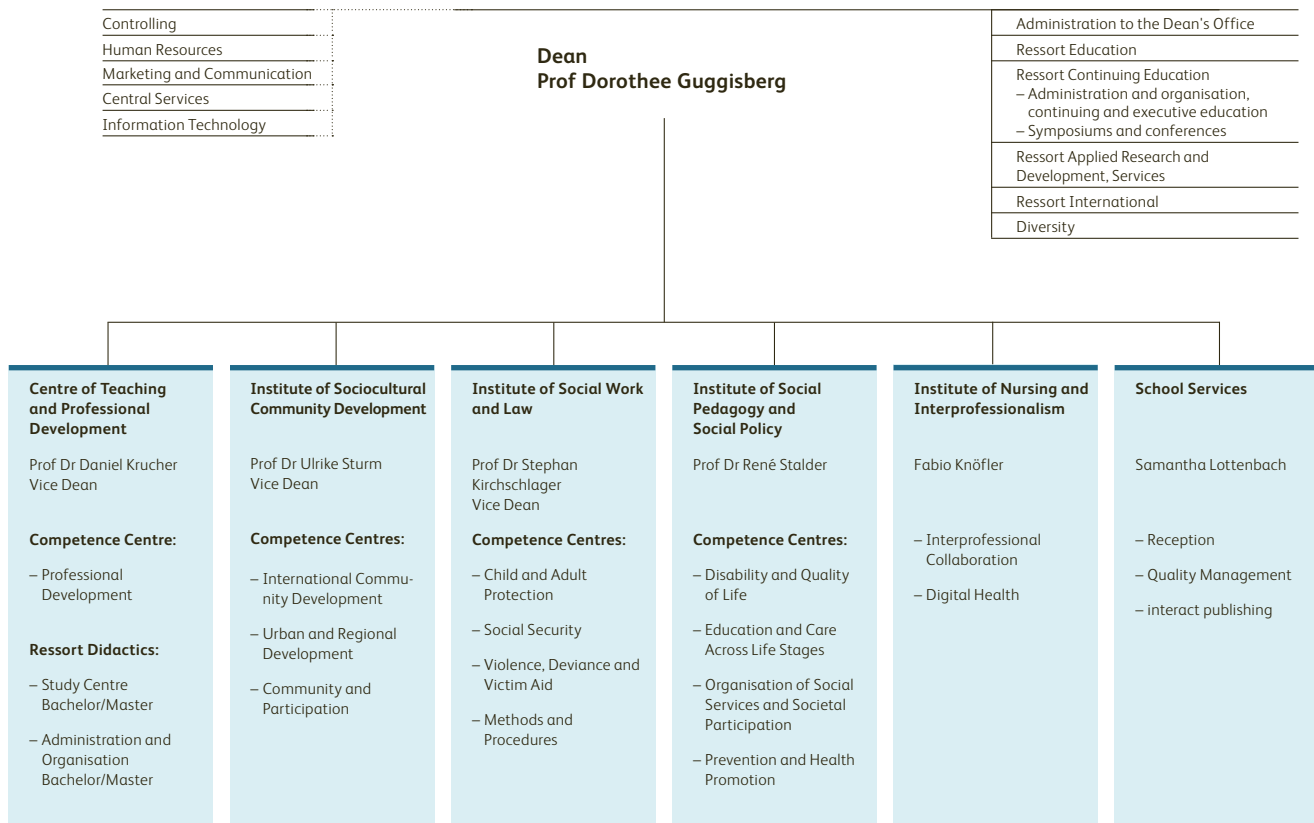 Controlling
Human Resources
Marketing and Communication
Central Services
Information Technology
Dean
Prof Dorothee Guggisberg
Administration to the Dean’s Office
Ressort Education
Ressort Continuing Education
– Administration and organisation,
continuing and executive education
– Symposiums and conferences
Ressort Applied Research and
Development, Services
Ressort International
Diversity
Centre of Teaching
and Professional
Development
Prof Dr Daniel Krucher
Vice Dean
Competence Centre:
– Professional
Development
Ressort Didactics:
– Study Centre
Bachelor/Master
– Administration and
Organisation
Bachelor/Master
Institute of Sociocultural
Community Development
Prof Dr Ulrike Sturm
Vice Dean
Competence Centres:
– International Commu-
nity Development
– Urban and Regional
Development
– Community and
Participation
Institute of Social Work
and Law
Prof Dr Stephan
Kirchschlager
Vice Dean
Competence Centres:
– Child and Adult
Protection
– Social Security
– Violence, Deviance and
Victim Aid
– Methods and
Procedures
Institute of Social
Pedagogy and
Social Policy
Prof Dr René Stalder
Competence Centres:
– Disability and Quality
of Life
– Education and Care
Across Life Stages
– Organisation of Social
Services and Societal
Participation
– Prevention and Health
Promotion
Institute of Nursing and
Interprofessionalism
Fabio Knöfler
– Interprofessional
Collaboration
– Digital Health
School Services
Samantha Lottenbach
– Reception
– Quality Management
– interact publishing